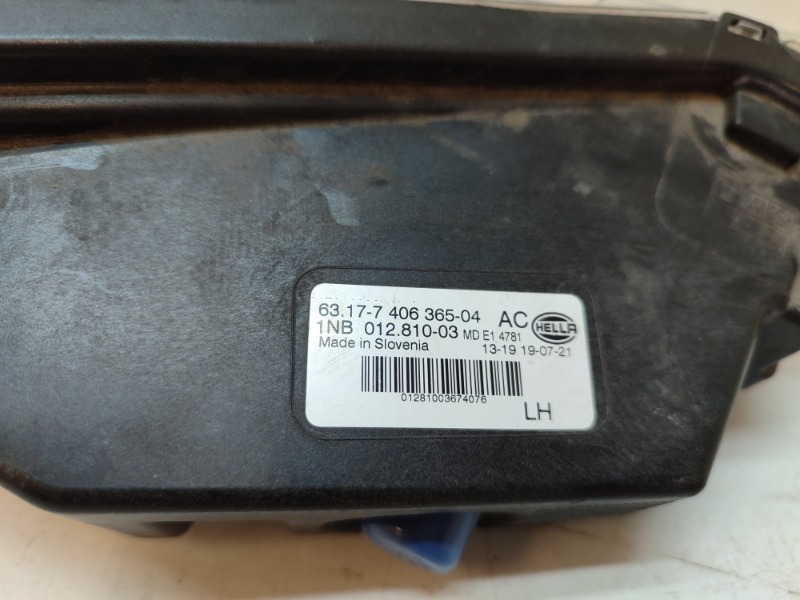 63.17-7 406 365-04 AC
1NB 012.810-03 MD E1 4781 HELLA
Made in Slovenia 13-19 19-07-21
01281003674076
LH